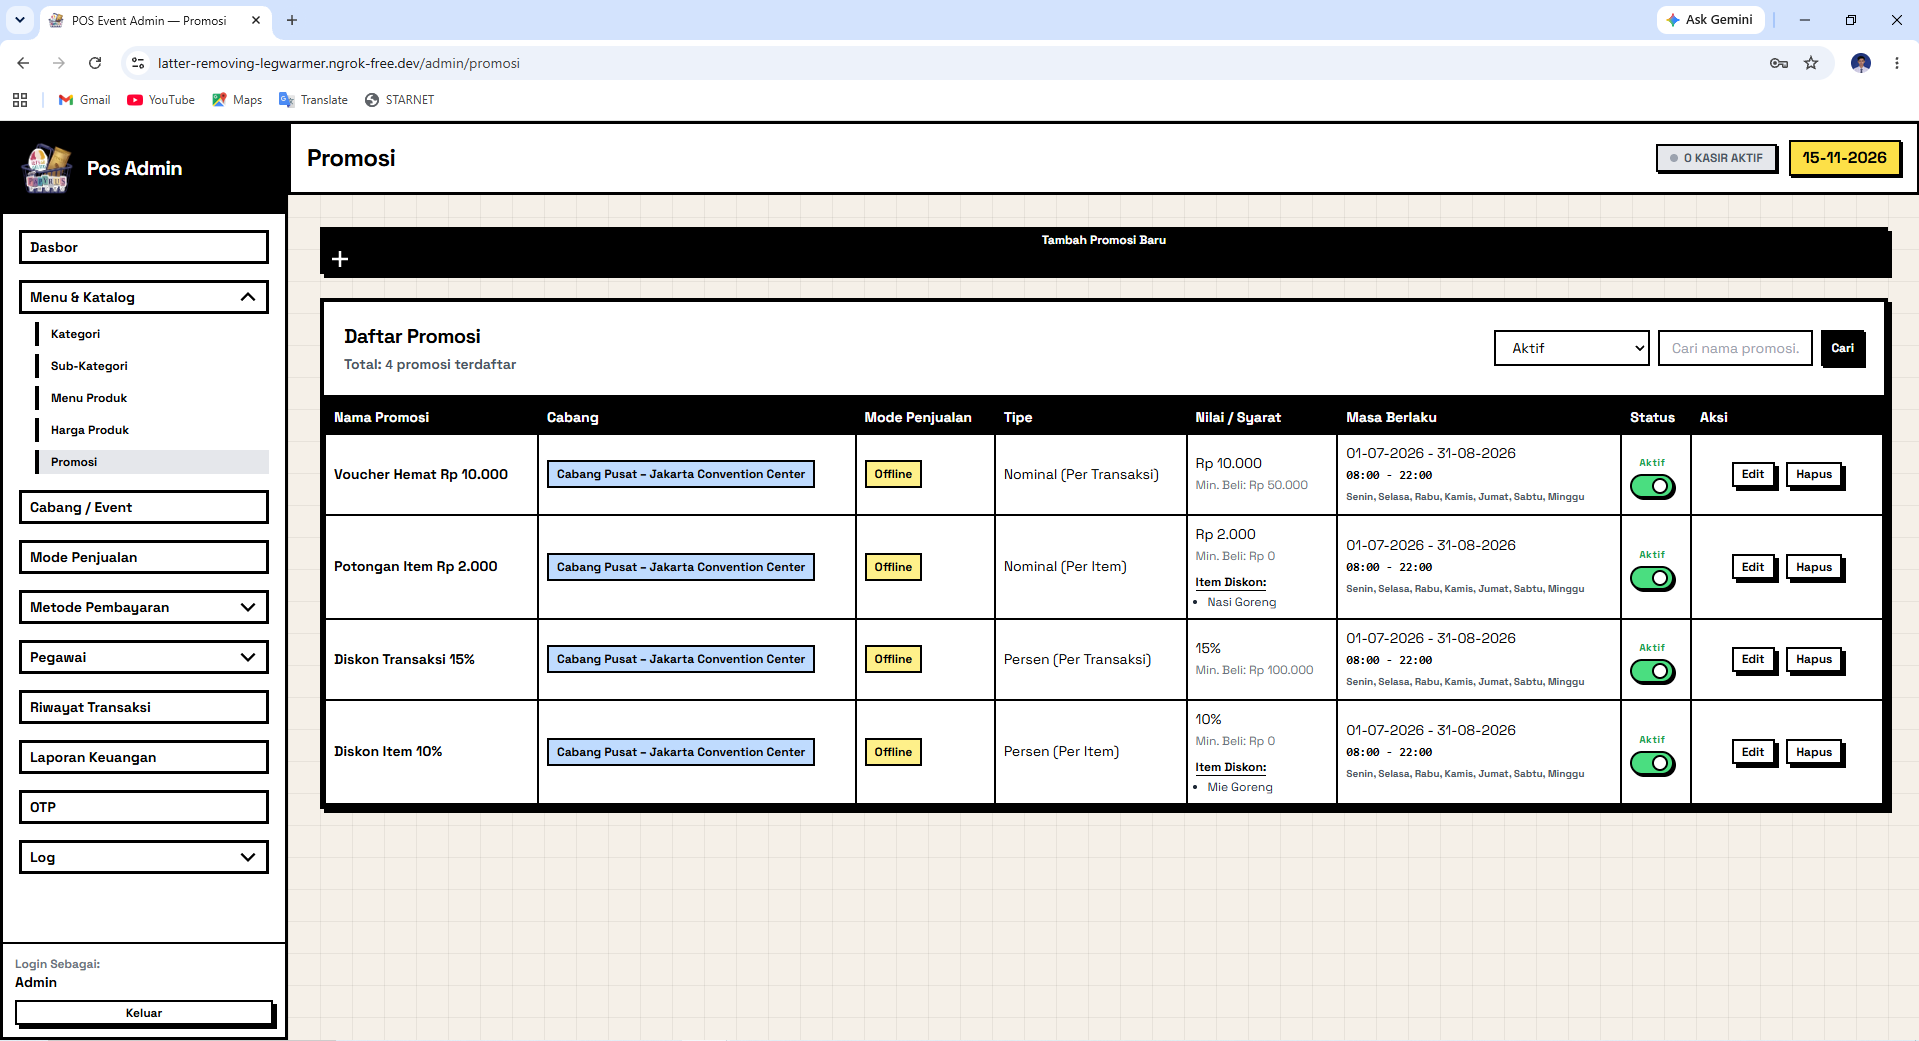 POS Event Admin — Promosi
Ask Gemini
latter-removing-legwarmer.ngrok-free.dev/admin/promosi
Gmail
YouTube
Maps
Translate
STARNET
Pos Admin
Promosi
0 KASIR AKTIF
15-11-2026
Dasbor
Menu & Katalog
Kategori
Sub-Kategori
Menu Produk
Harga Produk
Promosi
Cabang / Event
Mode Penjualan
Metode Pembayaran
Pegawai
Riwayat Transaksi
Laporan Keuangan
OTP
Log
Login Sebagai:
Admin
Keluar
Tambah Promosi Baru
Daftar Promosi
Total: 4 promosi terdaftar
Aktif
Cari nama promosi.
Cari
Nama Promosi Cabang Mode Penjualan Tipe Nilai / Syarat Masa Berlaku Status Aksi
Voucher Hemat Rp 10.000
Cabang Pusat – Jakarta Convention Center
Offline
Nominal (Per Transaksi)
Rp 10.000
Min. Beli: Rp 50.000
01-07-2026 - 31-08-2026
08:00 - 22:00
Senin, Selasa, Rabu, Kamis, Jumat, Sabtu, Minggu
Aktif
Edit
Hapus
Potongan Item Rp 2.000
Cabang Pusat – Jakarta Convention Center
Offline
Nominal (Per Item)
Rp 2.000
Min. Beli: Rp 0
Item Diskon:
• Nasi Goreng
01-07-2026 - 31-08-2026
08:00 - 22:00
Senin, Selasa, Rabu, Kamis, Jumat, Sabtu, Minggu
Aktif
Edit
Hapus
Diskon Transaksi 15%
Cabang Pusat – Jakarta Convention Center
Offline
Persen (Per Transaksi)
15%
Min. Beli: Rp 100.000
01-07-2026 - 31-08-2026
08:00 - 22:00
Senin, Selasa, Rabu, Kamis, Jumat, Sabtu, Minggu
Aktif
Edit
Hapus
Diskon Item 10%
Cabang Pusat – Jakarta Convention Center
Offline
Persen (Per Item)
10%
Min. Beli: Rp 0
Item Diskon:
• Mie Goreng
01-07-2026 - 31-08-2026
08:00 - 22:00
Senin, Selasa, Rabu, Kamis, Jumat, Sabtu, Minggu
Aktif
Edit
Hapus